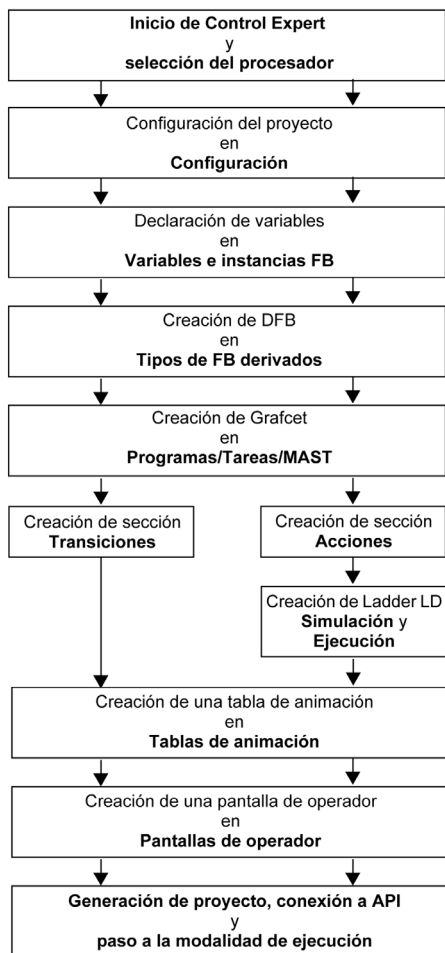 Inicio de Control Expert
y
selección del procesador
Configuración del proyecto
en
Configuración
Declaración de variables
en
Variables e instancias FB
Creación de DFB
en
Tipos de FB derivados
Creación de Grafcet
en
Programas/Tareas/MAST
Creación de sección
Transiciones
Creación de sección
Acciones
Creación de Ladder LD
Simulación y
Ejecución
Creación de una tabla de animación
en
Tablas de animación
Creación de una pantalla de operador
en
Pantallas de operador
Generación de proyecto, conexión a API
y
paso a la modalidad de ejecución